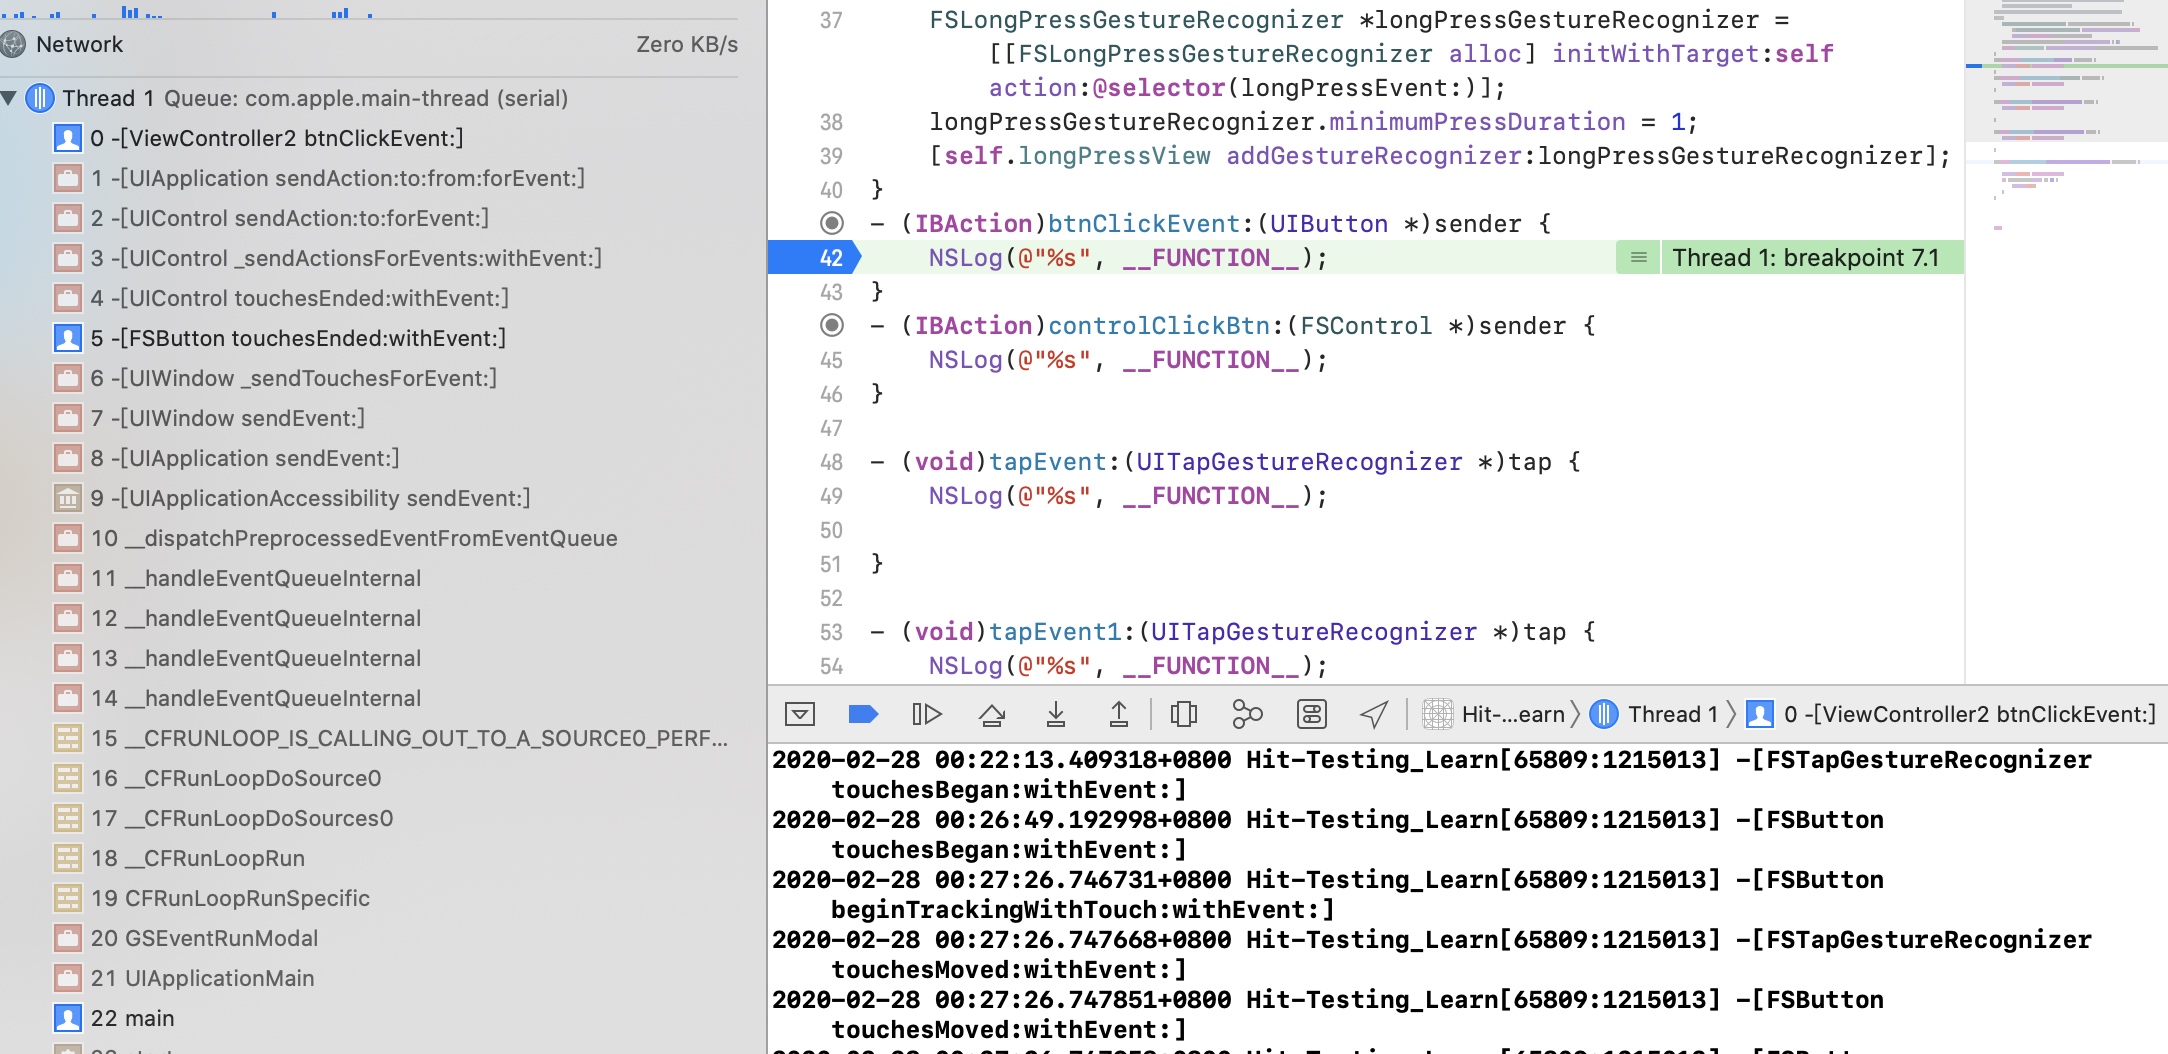 Network Zero KB/s
Thread 1 Queue: com.apple.main-thread (serial)
0 -[ViewController2 btnClickEvent:]
1 -[UIApplication sendAction:to:from:forEvent:]
2 -[UIControl sendAction:to:forEvent:]
3 -[UIControl _sendActionsForEvents:withEvent:]
4 -[UIControl touchesEnded:withEvent:]
5 -[FSButton touchesEnded:withEvent:]
6 -[UIWindow _sendTouchesForEvent:]
7 -[UIWindow sendEvent:]
8 -[UIApplication sendEvent:]
9 -[UIApplicationAccessibility sendEvent:]
10 __dispatchPreprocessedEventFromEventQueue
11 __handleEventQueueInternal
12 __handleEventQueueInternal
13 __handleEventQueueInternal
14 __handleEventQueueInternal
15 __CFRUNLOOP_IS_CALLING_OUT_TO_A_SOURCE0_PERF...
16 __CFRunLoopDoSource0
17 __CFRunLoopDoSources0
18 __CFRunLoopRun
19 CFRunLoopRunSpecific
20 GSEventRunModal
21 UIApplicationMain
22 main
37 FSLongPressGestureRecognizer *longPressGestureRecognizer =
[[FSLongPressGestureRecognizer alloc] initWithTarget:self
action:@selector(longPressEvent:)];
38 longPressGestureRecognizer.minimumPressDuration = 1;
39 [self.longPressView addGestureRecognizer:longPressGestureRecognizer];
40 }
- (IBAction)btnClickEvent:(UIButton *)sender {
42 NSLog(@"%s", __FUNCTION__); Thread 1: breakpoint 7.1
43 }
- (IBAction)controlClickBtn:(FSControl *)sender {
45 NSLog(@"%s", __FUNCTION__);
46 }
47
48 - (void)tapEvent:(UITapGestureRecognizer *)tap {
49 NSLog(@"%s", __FUNCTION__);
50
51 }
52
53 - (void)tapEvent1:(UITapGestureRecognizer *)tap {
54 NSLog(@"%s", __FUNCTION__);
Hit-...earn Thread 1 0 -[ViewController2 btnClickEvent:]
2020-02-28 00:22:13.409318+0800 Hit-Testing_Learn[65809:1215013] -[FSTapGestureRecognizer
touchesBegan:withEvent:]
2020-02-28 00:26:49.192998+0800 Hit-Testing_Learn[65809:1215013] -[FSButton
touchesBegan:withEvent:]
2020-02-28 00:27:26.746731+0800 Hit-Testing_Learn[65809:1215013] -[FSButton
beginTrackingWithTouch:withEvent:]
2020-02-28 00:27:26.747668+0800 Hit-Testing_Learn[65809:1215013] -[FSTapGestureRecognizer
touchesMoved:withEvent:]
2020-02-28 00:27:26.747851+0800 Hit-Testing_Learn[65809:1215013] -[FSButton
touchesMoved:withEvent:]